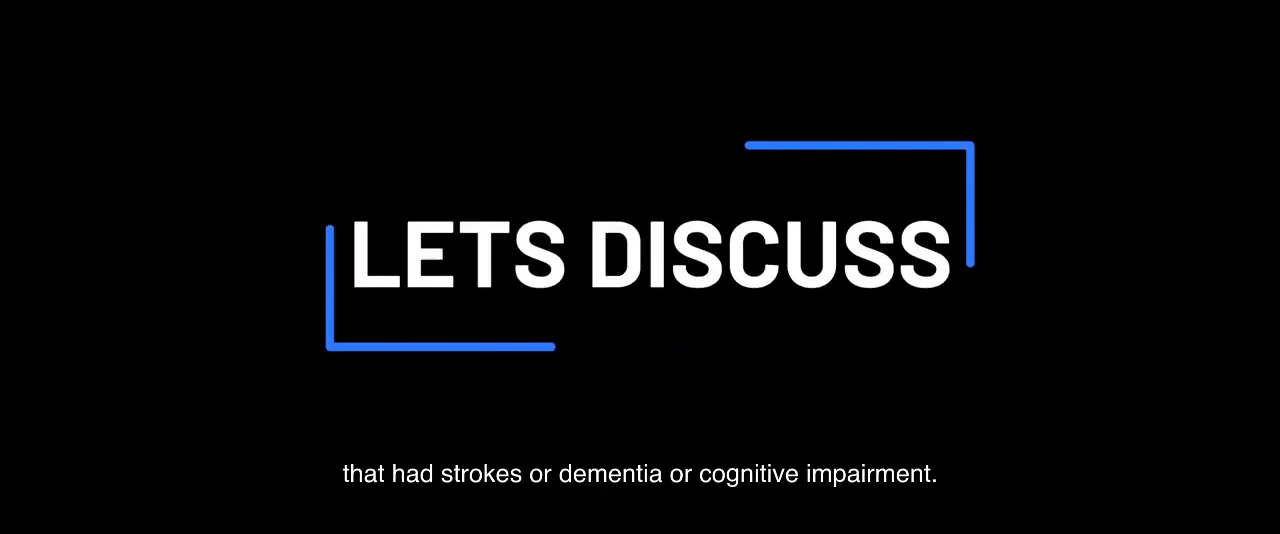 LETS DISCUSS
that had strokes or dementia or cognitive impairment.